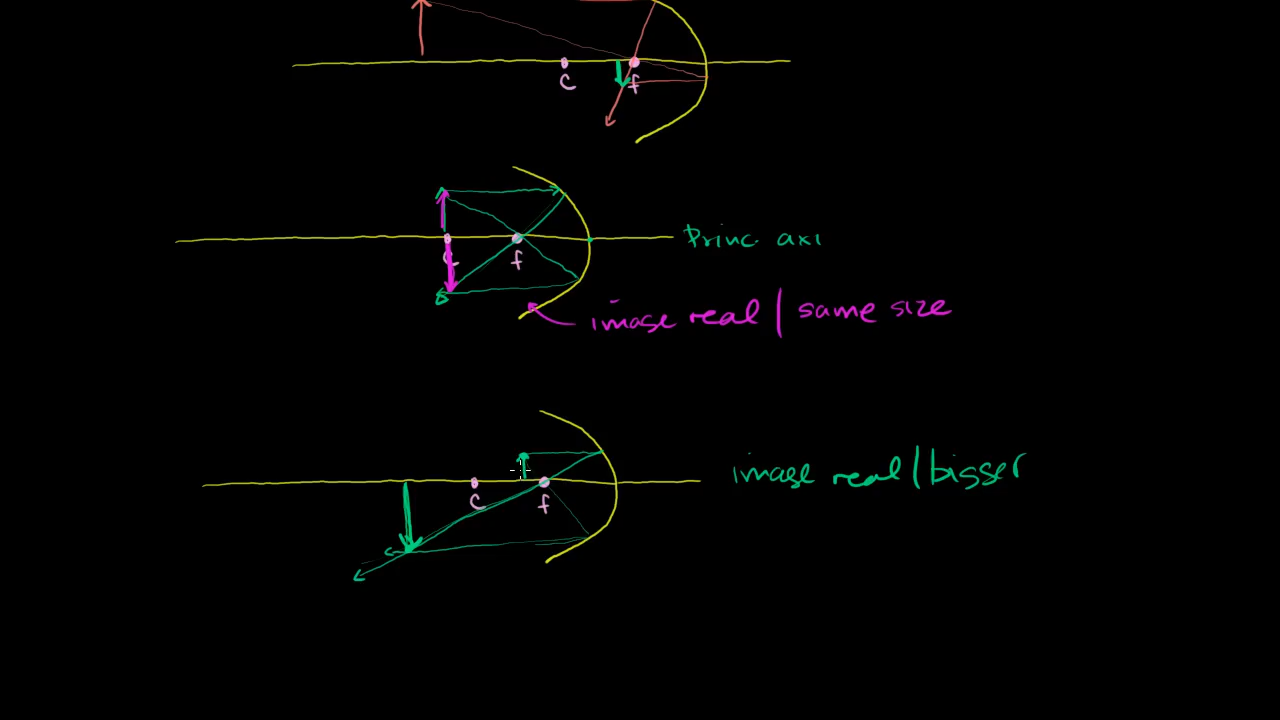 C f
Princ. axi
C f
image real | same size
image real | bigger
C f